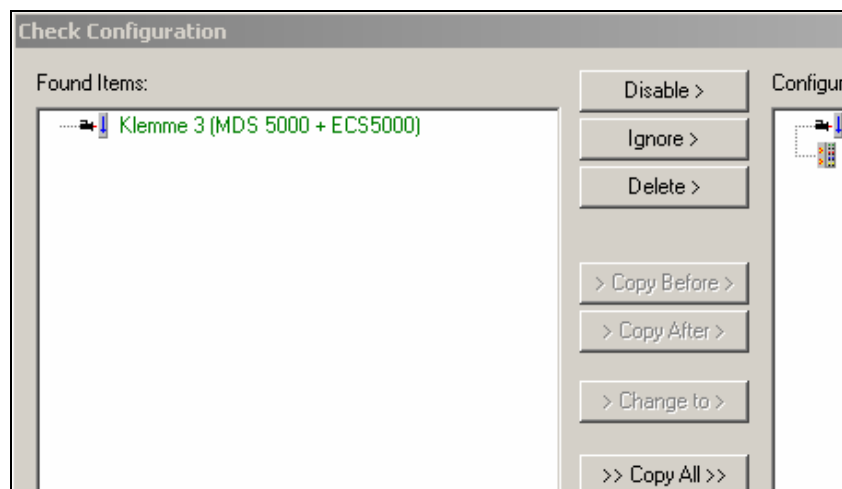 Check Configuration
Found Items:
Klemme 3 (MDS 5000 + ECS5000)
Disable >
Ignore >
Delete >
> Copy Before >
> Copy After >
> Change to >
>> Copy All >>
Configur